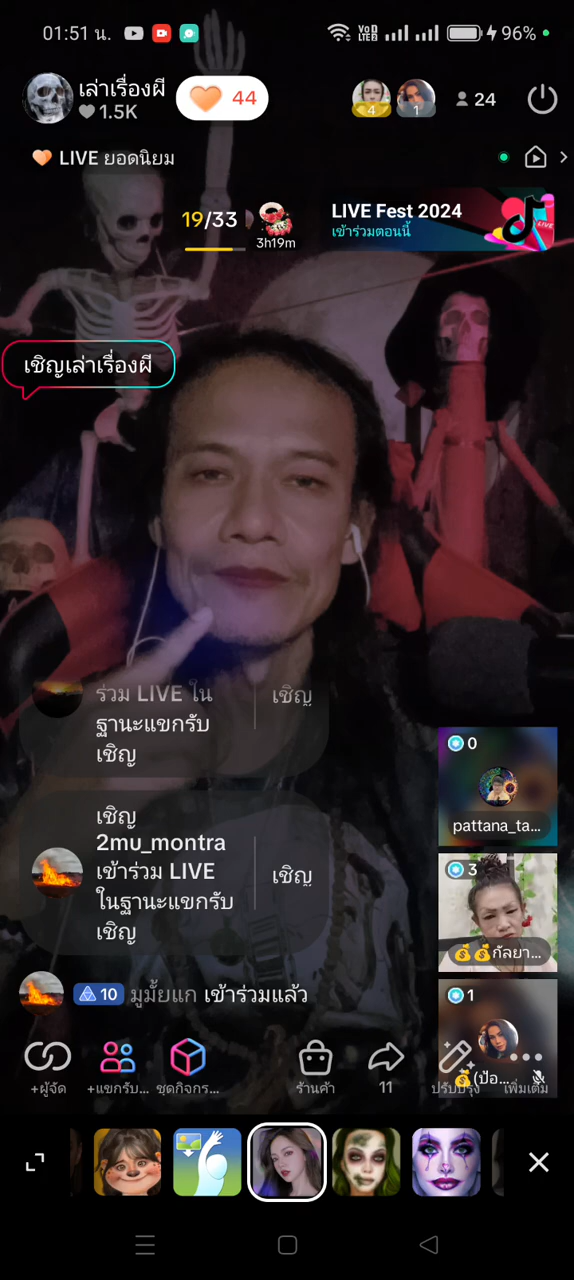 01:51 น.
VoD
LTE2
96%
เล่าเรื่องผี
1.5K
44
4
1
24
LIVE ยอดนิยม
19/33
3h19m
LIVE Fest 2024
เข้าร่วมตอนนี้
LIVE
เชิญเล่าเรื่องผี
ร่วม LIVE ใน
ฐานะแขกรับ
เชิญ
เชิญ
เชิญ
2mu_montra
เข้าร่วม LIVE
ในฐานะแขกรับ
เชิญ
เชิญ
0
pattana_ta...
3
กัลยา...
1
(ป้อ...
10 มูมั้ยแก เข้าร่วมแล้ว
+ผู้จัด
+แขกรับ...
ชุดกิจกร...
ร้านค้า
11
ปรับปรุง
เพิ่มเติม